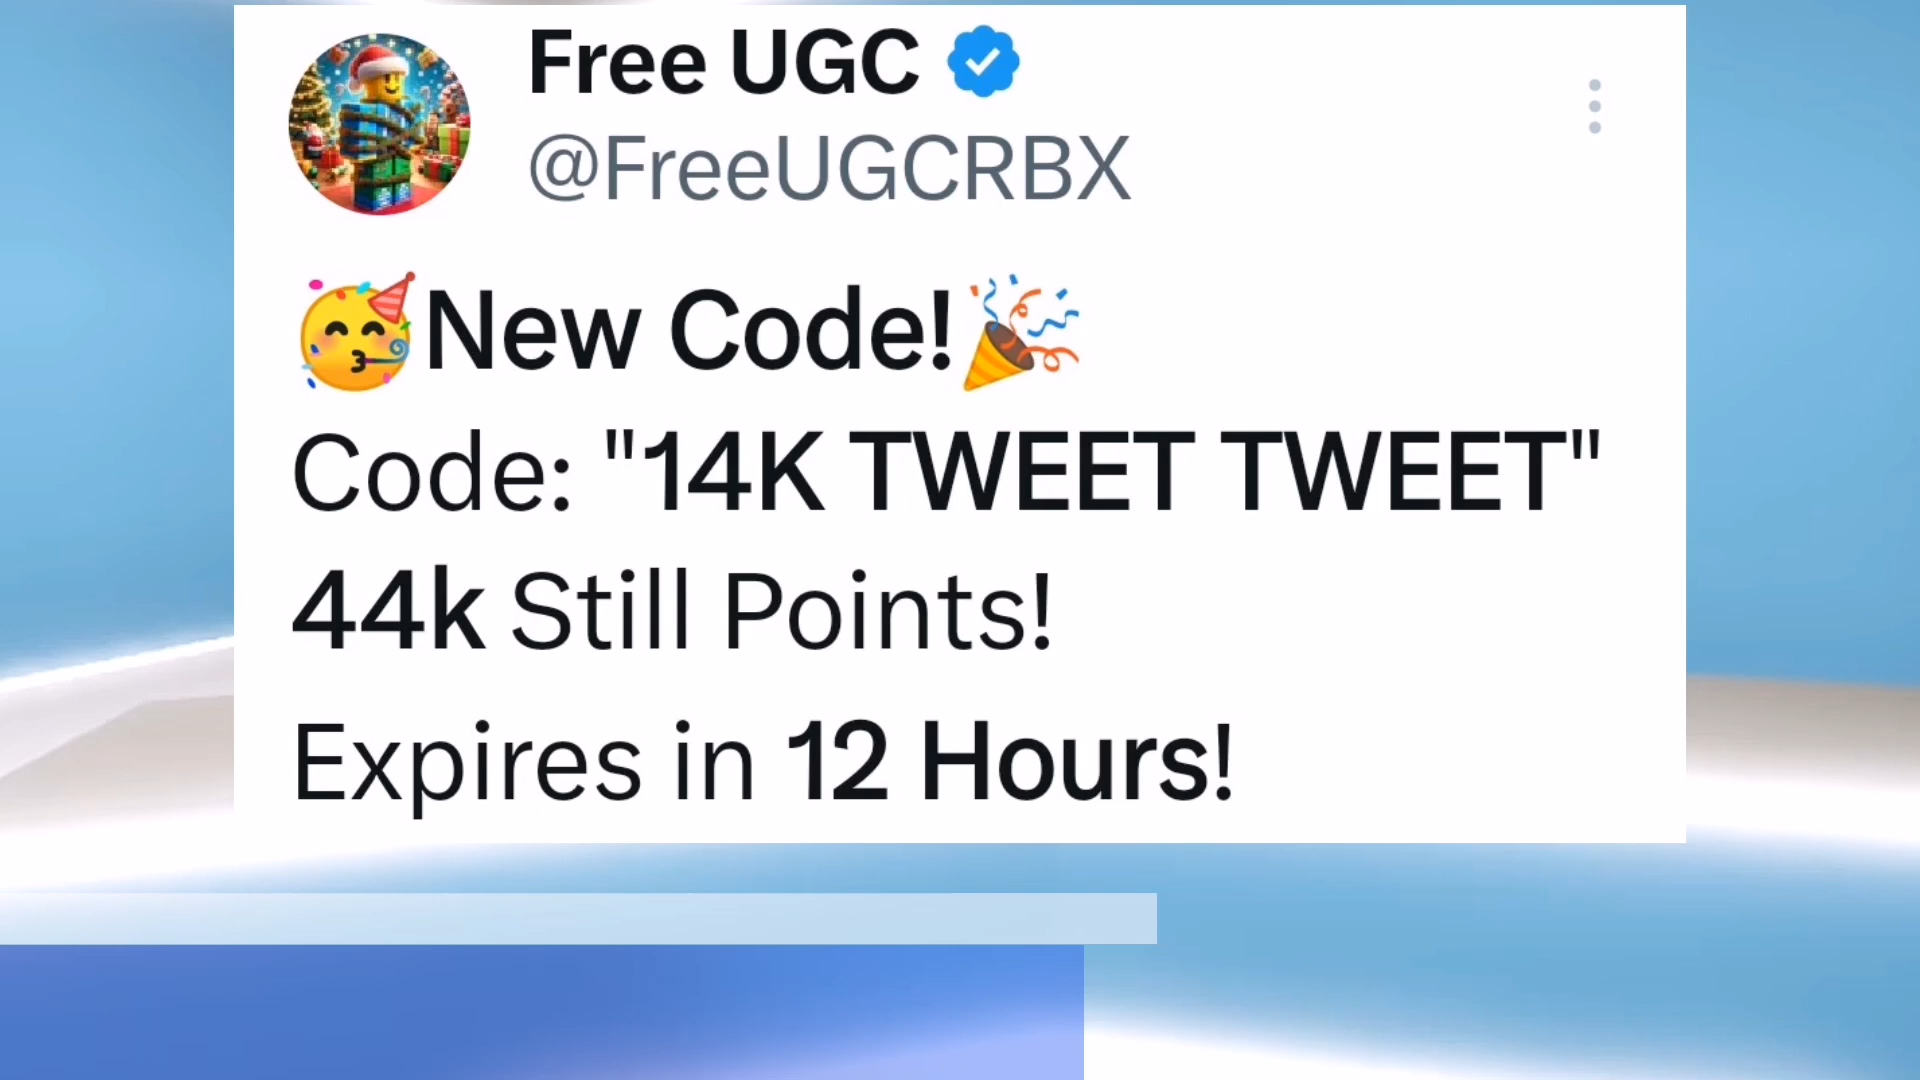 Free UGC
@FreeUGCRBX
🥳New Code!🎉
Code: "14K TWEET TWEET"
44k Still Points!
Expires in 12 Hours!